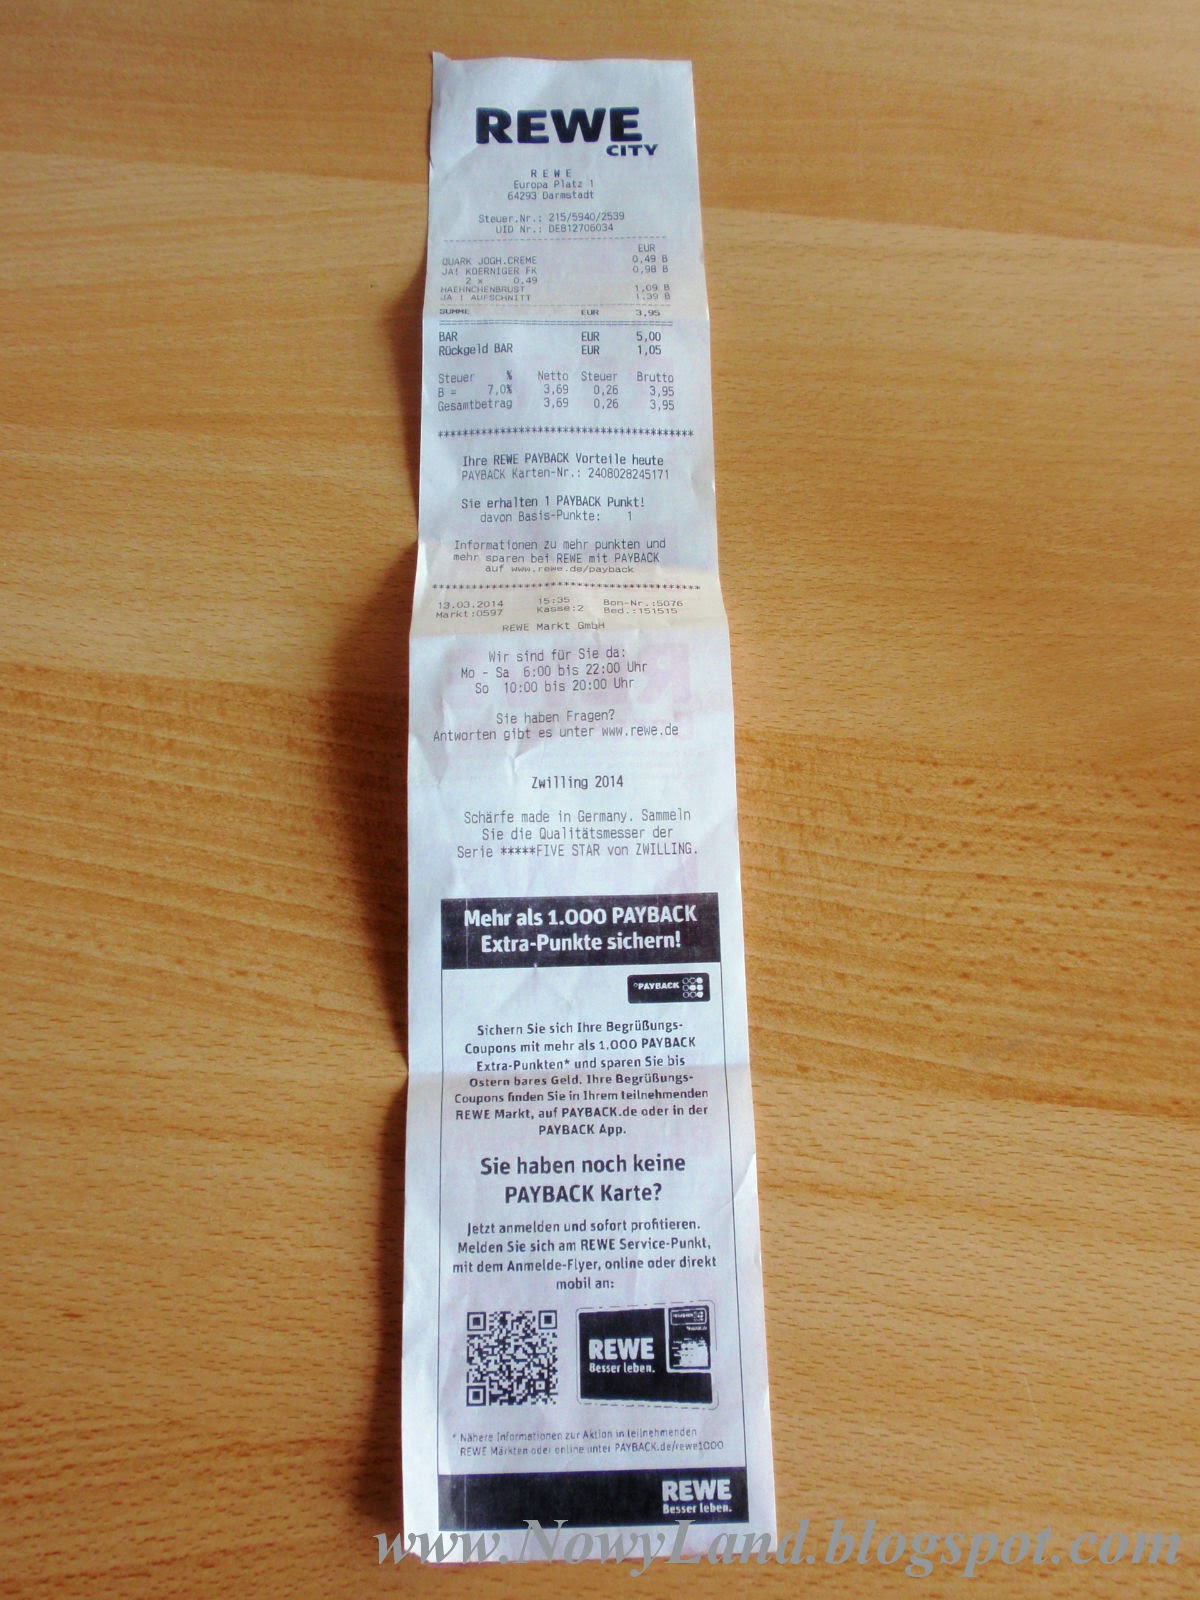 REWE
CITY
R E W E
Europa Platz 1
64293 Darmstadt
Steuer.Nr.: 215/5940/2539
UID Nr.: DE812706034
EUR
QUARK JOGH.CREME 0,49 B
JA! KOERNIGER FK 0,98 B
2 x 0,49
HAEHNCHENBRUST 1,09 B
JA ! AUFSCHNITT 1,39 B
SUMME EUR 3,95
BAR EUR 5,00
Rückgeld BAR EUR 1,05
Steuer % Netto Steuer Brutto
B = 7,0% 3,69 0,26 3,95
Gesamtbetrag 3,69 0,26 3,95
*****************************************
Ihre REWE PAYBACK Vorteile heute
PAYBACK Karten-Nr.: 2408028245171
Sie erhalten 1 PAYBACK Punkt!
davon Basis-Punkte: 1
Informationen zu mehr punkten und
mehr sparen bei REWE mit PAYBACK
auf www.rewe.de/payback
*****************************************
13.03.2014 15:35 Bon-Nr.:5076
Markt:0597 Kasse:2 Bed.:151515
REWE Markt GmbH
Wir sind für Sie da:
Mo - Sa 6:00 bis 22:00 Uhr
So 10:00 bis 20:00 Uhr
Sie haben Fragen?
Antworten gibt es unter www.rewe.de
Zwilling 2014
Schärfe made in Germany. Sammeln
Sie die Qualitätsmesser der
Serie *****FIVE STAR von ZWILLING.
Mehr als 1.000 PAYBACK
Extra-Punkte sichern!
°PAYBACK
Sichern Sie sich Ihre Begrüßungs-
Coupons mit mehr als 1.000 PAYBACK
Extra-Punkten* und sparen Sie bis
Ostern bares Geld. Ihre Begrüßungs-
Coupons finden Sie in Ihrem teilnehmenden
REWE Markt, auf PAYBACK.de oder in der
PAYBACK App.
Sie haben noch keine
PAYBACK Karte?
Jetzt anmelden und sofort profitieren.
Melden Sie sich am REWE Service-Punkt,
mit dem Anmelde-Flyer, online oder direkt
mobil an:
REWE
Besser leben.
* Nähere Informationen zur Aktion in teilnehmenden
REWE Märkten oder online unter PAYBACK.de/rewe1000
REWE
Besser leben.
www.NowyLand.blogspot.com